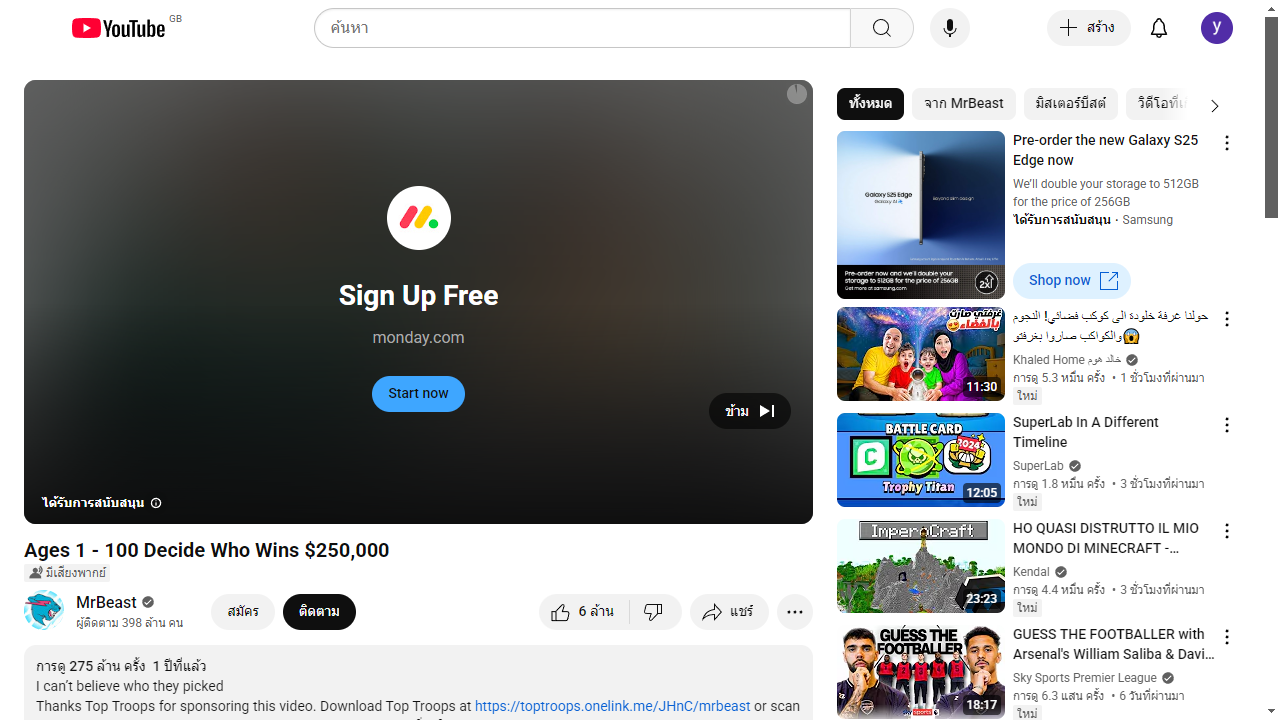 YouTube GB
ค้นหา
สร้าง
y
Sign Up Free
monday.com
Start now
ข้าม
ได้รับการสนับสนุน
Ages 1 - 100 Decide Who Wins $250,000
มีเสียงพากย์
MrBeast
ผู้ติดตาม 398 ล้าน คน
สมัคร
ติดตาม
6 ล้าน
แชร์
การดู 275 ล้าน ครั้ง 1 ปีที่แล้ว
I can't believe who they picked
Thanks Top Troops for sponsoring this video. Download Top Troops at https://toptroops.onelink.me/JHnC/mrbeast or scan
ทั้งหมด
จาก MrBeast
มิสเตอร์บีสต์
วิดีโอที่
Galaxy S25 Edge
Galaxy AI
Beyond slim design
Pre-order now and we'll double your
storage to 512GB for the price of 256GB
Get more at samsung.com
2X
Pre-order the new Galaxy S25
Edge now
We'll double your storage to 512GB
for the price of 256GB
ได้รับการสนับสนุน • Samsung
Shop now
غرفتي صارت
بالفضاء
11:30
حولنا غرفة خلودة الى كوكب فضائي! النجوم
والكواكب صاروا بغرفتو😱
Khaled Home خالد هوم
การดู 5.3 หมื่น ครั้ง • 1 ชั่วโมงที่ผ่านมา
ใหม่
BATTLE CARD
2024
Trophy Titan
12:05
SuperLab In A Different
Timeline
SuperLab
การดู 1.8 หมื่น ครั้ง • 3 ชั่วโมงที่ผ่านมา
ใหม่
ImperoCraft
23:23
HO QUASI DISTRUTTO IL MIO
MONDO DI MINECRAFT -...
Kendal
การดู 4.4 หมื่น ครั้ง • 3 ชั่วโมงที่ผ่านมา
ใหม่
GUESS THE
FOOTBALLER
sky sports
18:17
GUESS THE FOOTBALLER with
Arsenal's William Saliba & Davi...
Sky Sports Premier League
การดู 6.3 แสน ครั้ง • 6 วันที่ผ่านมา
ใหม่